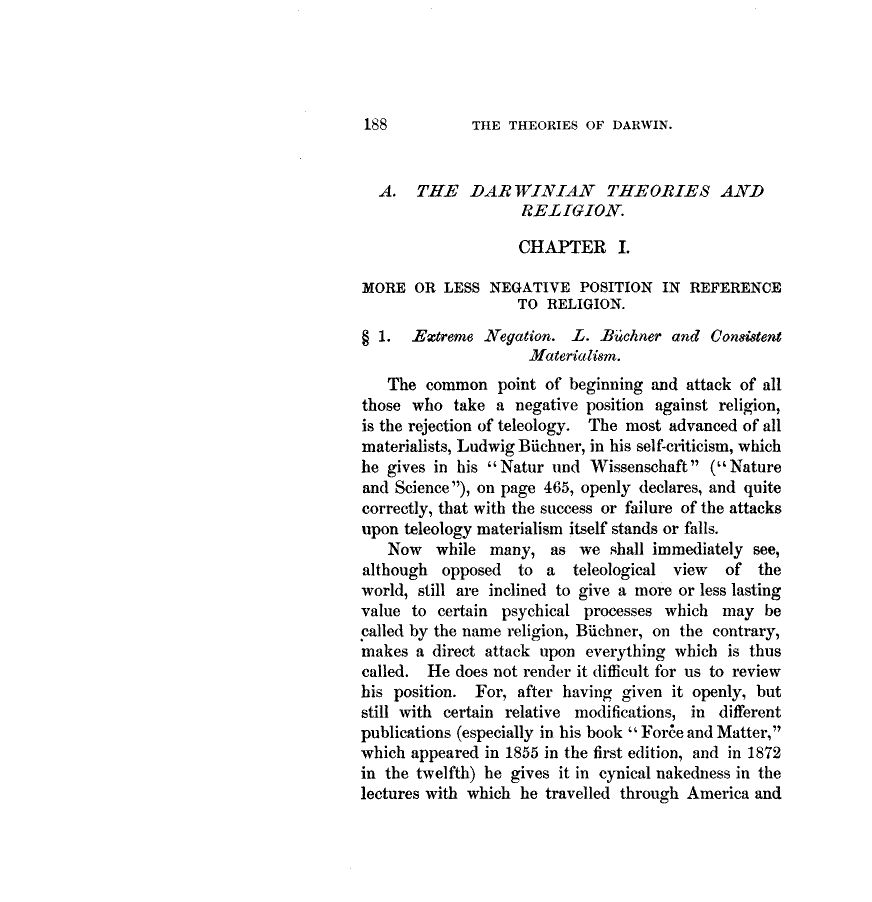 188 THE THEORIES OF DARWIN.
A. THE DARWINIAN THEORIES AND
RELIGION.
CHAPTER I.
MORE OR LESS NEGATIVE POSITION IN REFERENCE
TO RELIGION.
§ 1. Extreme Negation. L. Büchner and Consistent
Materialism.
The common point of beginning and attack of all
those who take a negative position against religion,
is the rejection of teleology. The most advanced of all
materialists, Ludwig Büchner, in his self-criticism, which
he gives in his “Natur und Wissenschaft” (“Nature
and Science”), on page 465, openly declares, and quite
correctly, that with the success or failure of the attacks
upon teleology materialism itself stands or falls.
Now while many, as we shall immediately see,
although opposed to a teleological view of the
world, still are inclined to give a more or less lasting
value to certain psychical processes which may be
called by the name religion, Büchner, on the contrary,
makes a direct attack upon everything which is thus
called. He does not render it difficult for us to review
his position. For, after having given it openly, but
still with certain relative modifications, in different
publications (especially in his book “Force and Matter,”
which appeared in 1855 in the first edition, and in 1872
in the twelfth) he gives it in cynical nakedness in the
lectures with which he travelled through America and